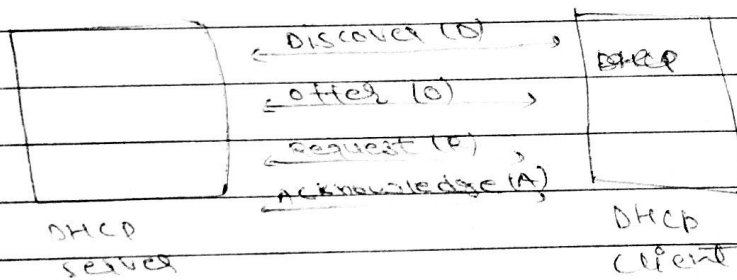 Discover (D)
DHCP
offer (O)
Request (R)
Acknowledge (A)
DHCP
server
DHCP
client